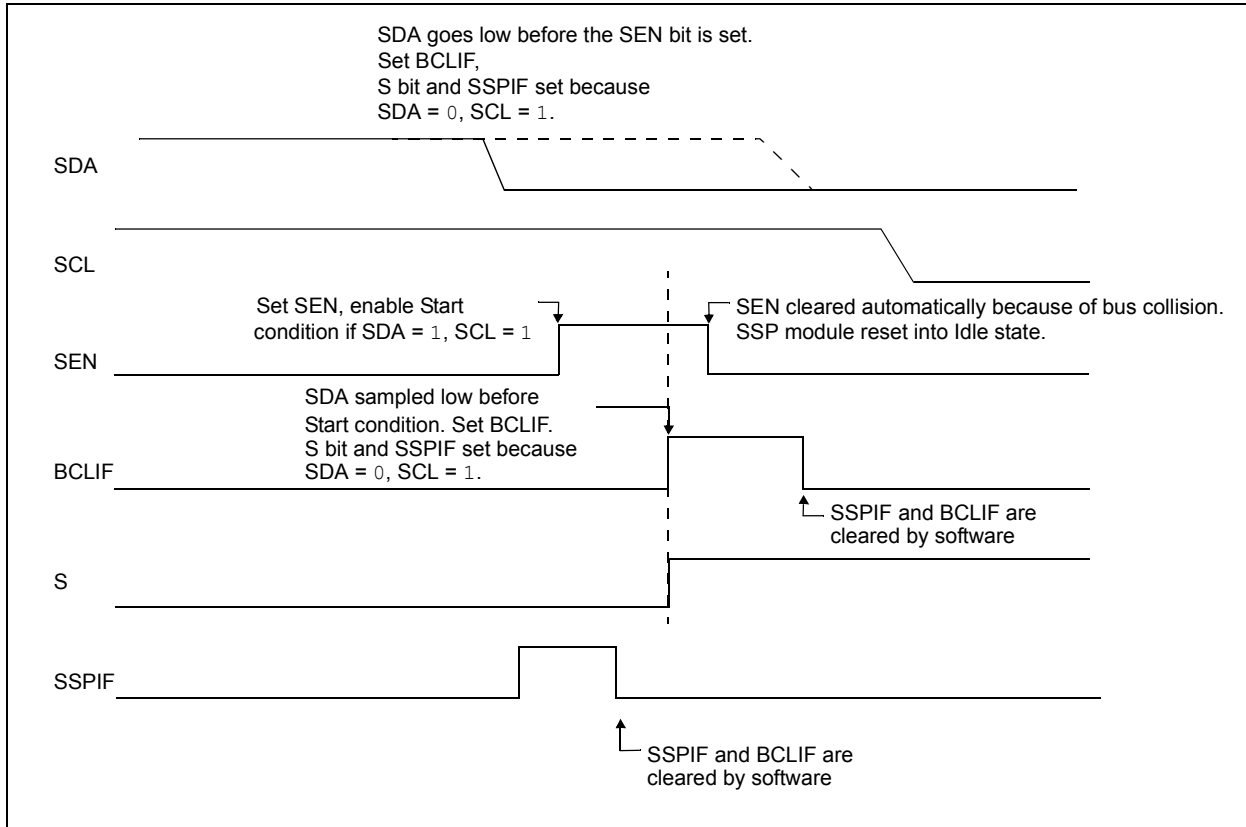 SDA goes low before the SEN bit is set.
Set BCLIF,
S bit and SSPIF set because
SDA = 0, SCL = 1.
SDA
SCL
Set SEN, enable Start
condition if SDA = 1, SCL = 1
SEN cleared automatically because of bus collision.
SSP module reset into Idle state.
SEN
SDA sampled low before
Start condition. Set BCLIF.
S bit and SSPIF set because
SDA = 0, SCL = 1.
BCLIF
SSPIF and BCLIF are
cleared by software
S
SSPIF
SSPIF and BCLIF are
cleared by software